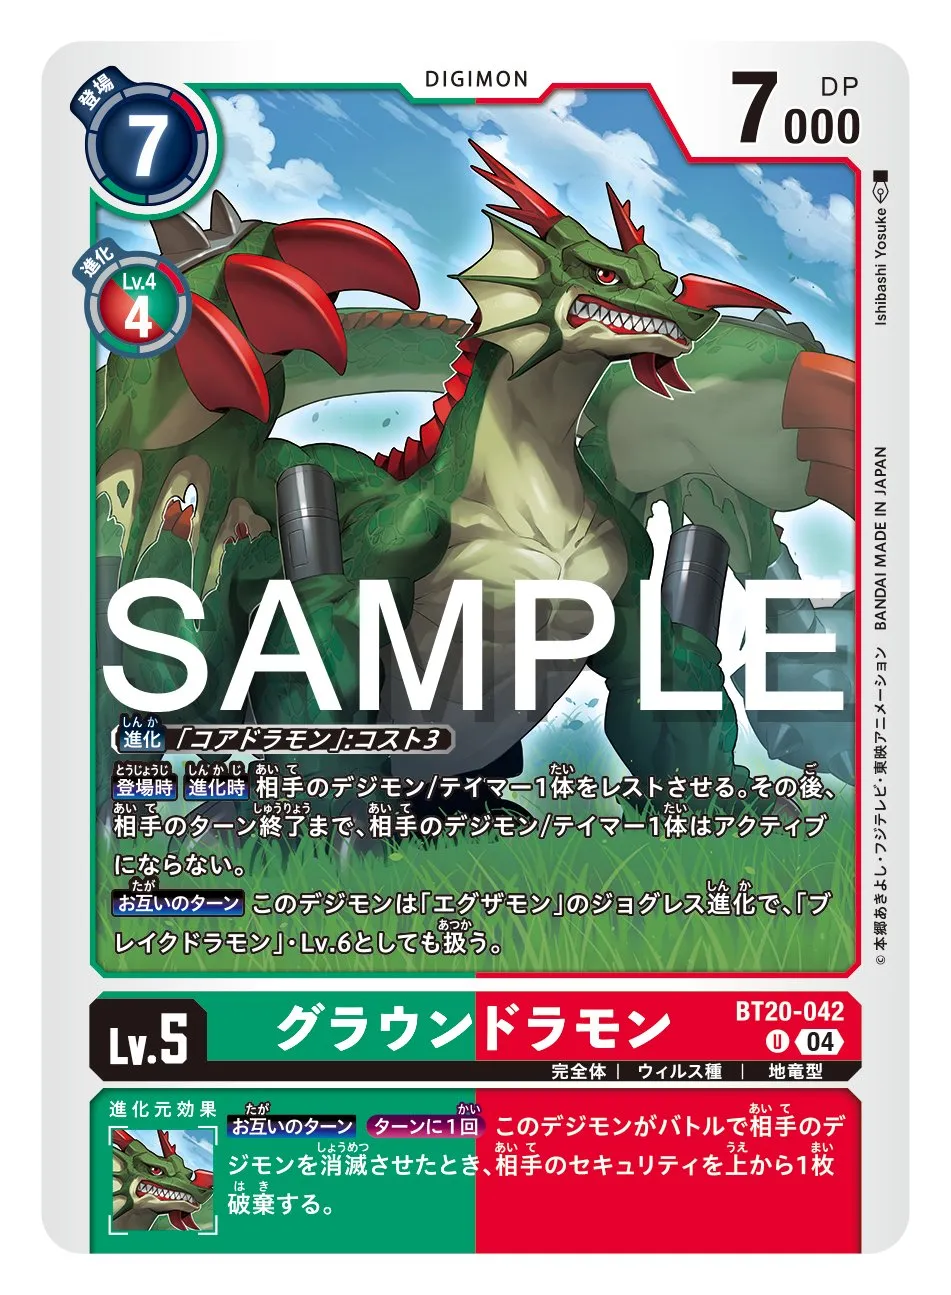 DIGIMON
登場
7
7000
DP
進化
Lv.4
4
Ishibashi Yosuke
SAMPLE
進化 「コアドラモン」:コスト3
登場時 進化時 相手のデジモン/テイマー1体をレストさせる。その後、
相手のターン終了まで、相手のデジモン/テイマー1体はアクティブ
にならない。
お互いのターン このデジモンは「エグザモン」のジョグレス進化で、「ブ
レイクドラモン」・Lv.6としても扱う。
©本郷あきよし・フジテレビ・東映アニメーション BANDAI MADE IN JAPAN
Lv.5
グラウンドラモン
BT20-042
U 04
完全体 | ウィルス種 | 地竜型
進化元効果
お互いのターン ターンに1回 このデジモンがバトルで相手のデ
ジモンを消滅させたとき、相手のセキュリティを上から1枚
破棄する。